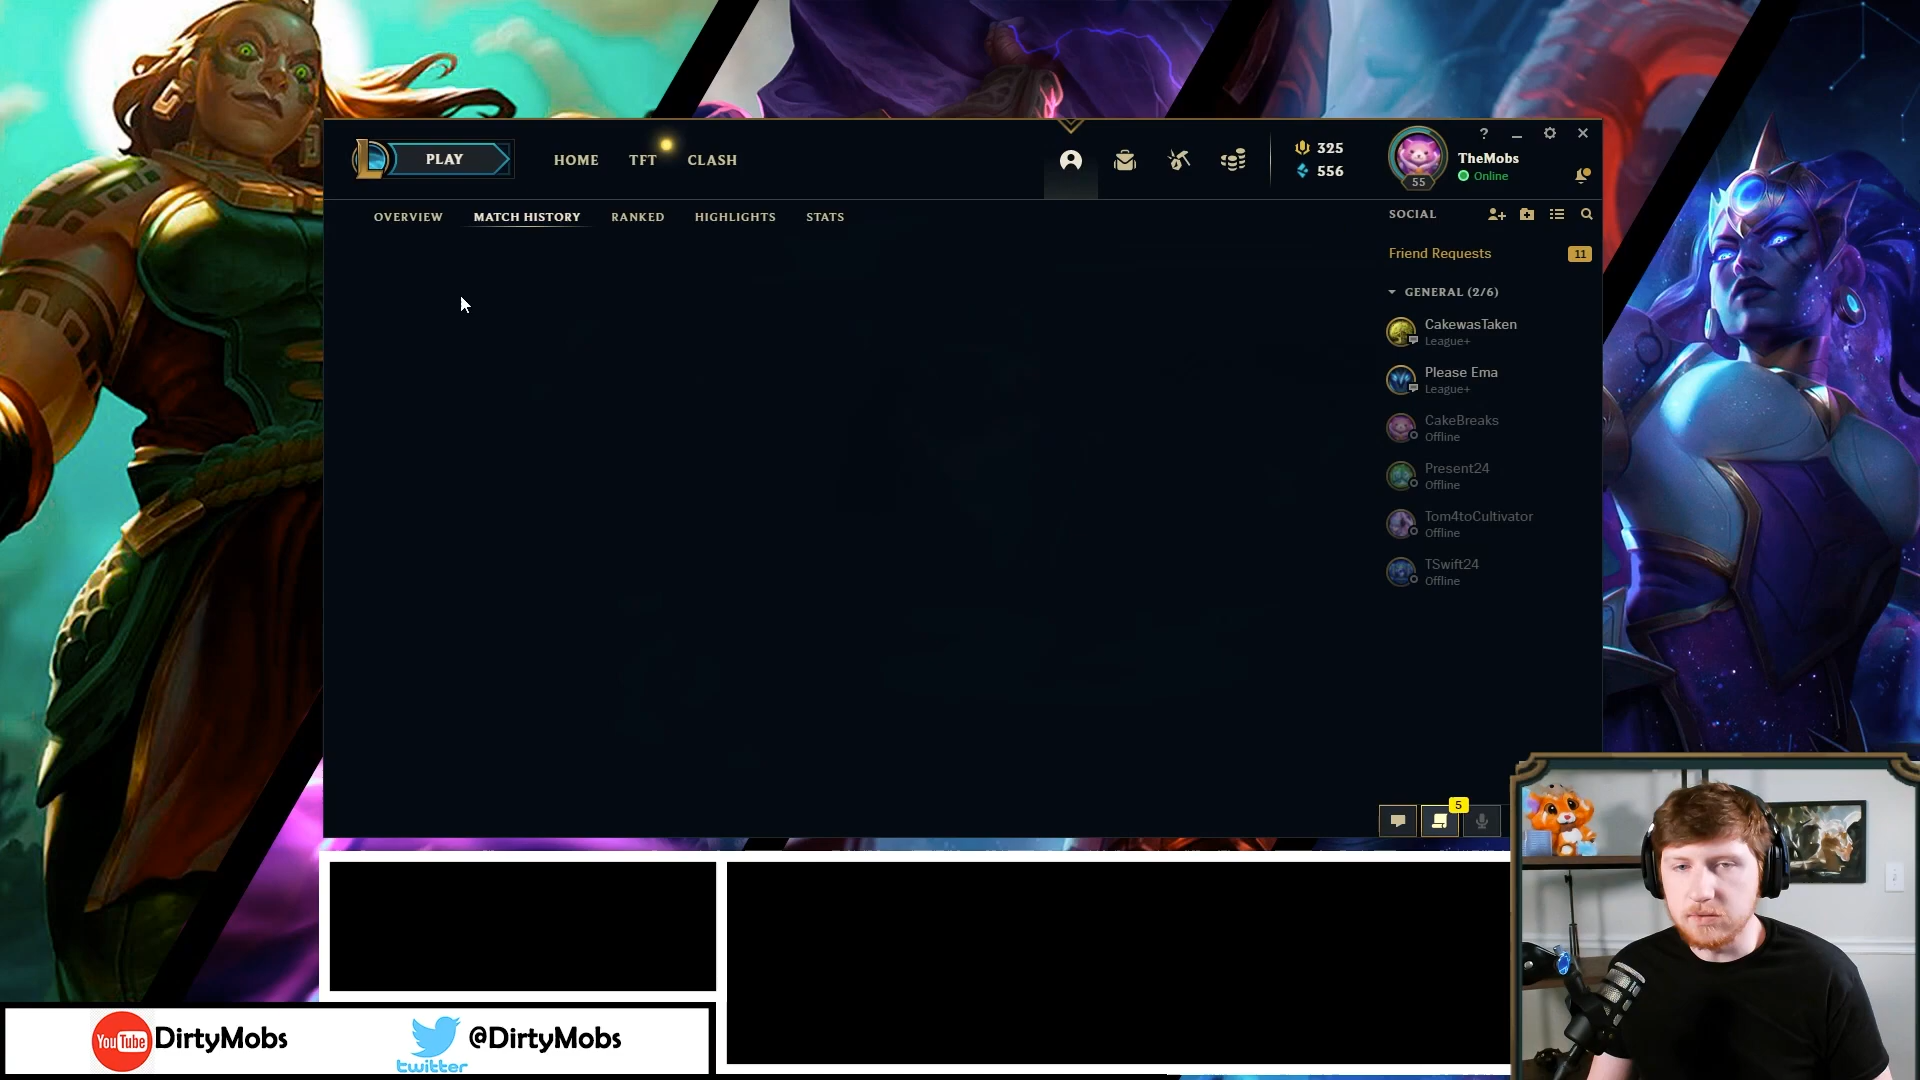 PLAY
HOME
TFT
CLASH
325
556
?
TheMobs
55
Online
OVERVIEW
MATCH HISTORY
RANKED
HIGHLIGHTS
STATS
SOCIAL
Friend Requests
11
GENERAL (2/6)
CakewasTaken
League+
Please Ema
League+
CakeBreaks
Offline
Present24
Offline
Tom4toCultivator
Offline
TSwift24
Offline
5
YouTube DirtyMobs
twitter @DirtyMobs